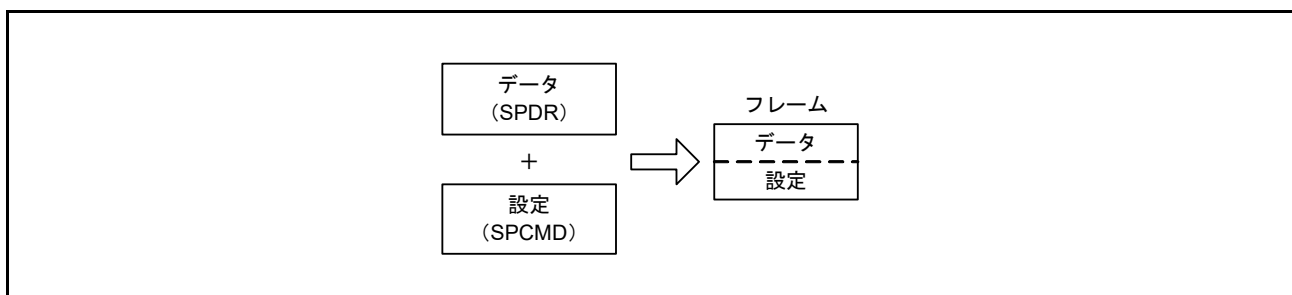 データ
（SPDR）
＋
設定
（SPCMD）
フレーム
データ
設定